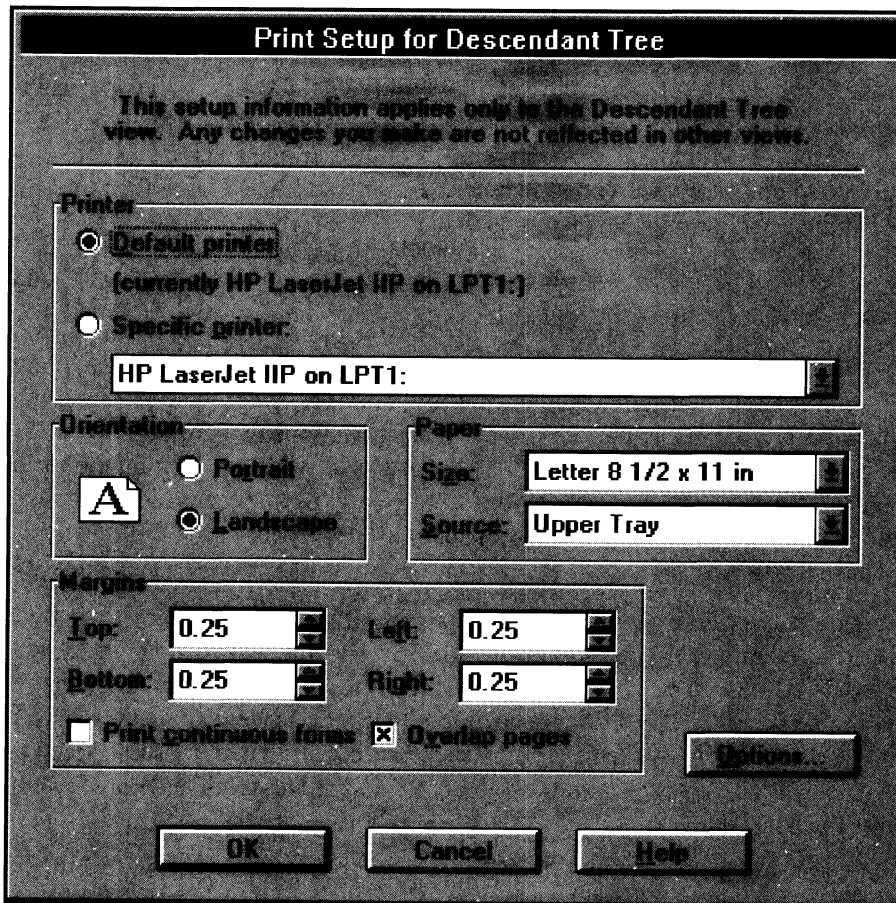 Print Setup for Descendant Tree
This setup information applies only to the Descendant Tree
view. Any changes you make are not reflected in other views.
Printer
Default printer
(currently HP LaserJet IIP on LPT1:)
Specific printer:
HP LaserJet IIP on LPT1:
Orientation
A
Portrait
Landscape
Paper
Size: Letter 8 1/2 x 11 in
Source: Upper Tray
Margins
Top: 0.25 Left: 0.25
Bottom: 0.25 Right: 0.25
Print continuous forms Overlap pages
Options...
OK Cancel Help